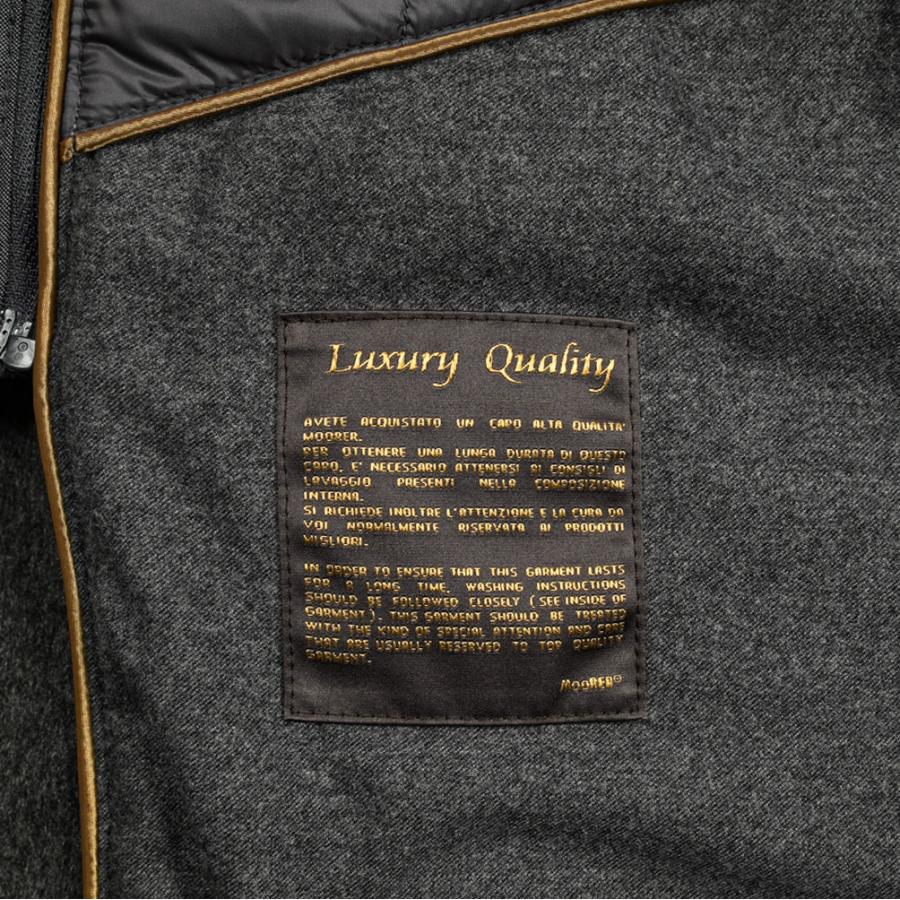 Luxury Quality
AVETE ACQUISTATO UN CAPO ALTA QUALITA'
MOORER.
PER OTTENERE UNA LUNGA DURATA DI QUESTO
CAPO, E' NECESSARIO ATTENERSI AI CONSIGLI DI
LAVAGGIO PRESENTI NELLA COMPOSIZIONE
INTERNA.
SI RICHIEDE INOLTRE L'ATTENZIONE E LA CURA DA
VOI NORMALMENTE RISERVATA AI PRODOTTI
MIGLIORI.
IN ORDER TO ENSURE THAT THIS GARMENT LASTS
FOR A LONG TIME, WASHING INSTRUCTIONS
SHOULD BE FOLLOWED CLOSELY ( SEE INSIDE OF
GARMENT ). THIS GARMENT SHOULD BE TREATED
WITH THE KIND OF SPECIAL ATTENTION AND CARE
THAT ARE USUALLY RESERVED TO TOP QUALITY
GARMENT.
MOORER®